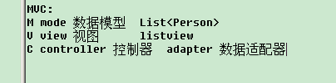 MVC:
M mode 数据模型 List<Person>
V view 视图 listview
C controller 控制器 adapter 数据适配器